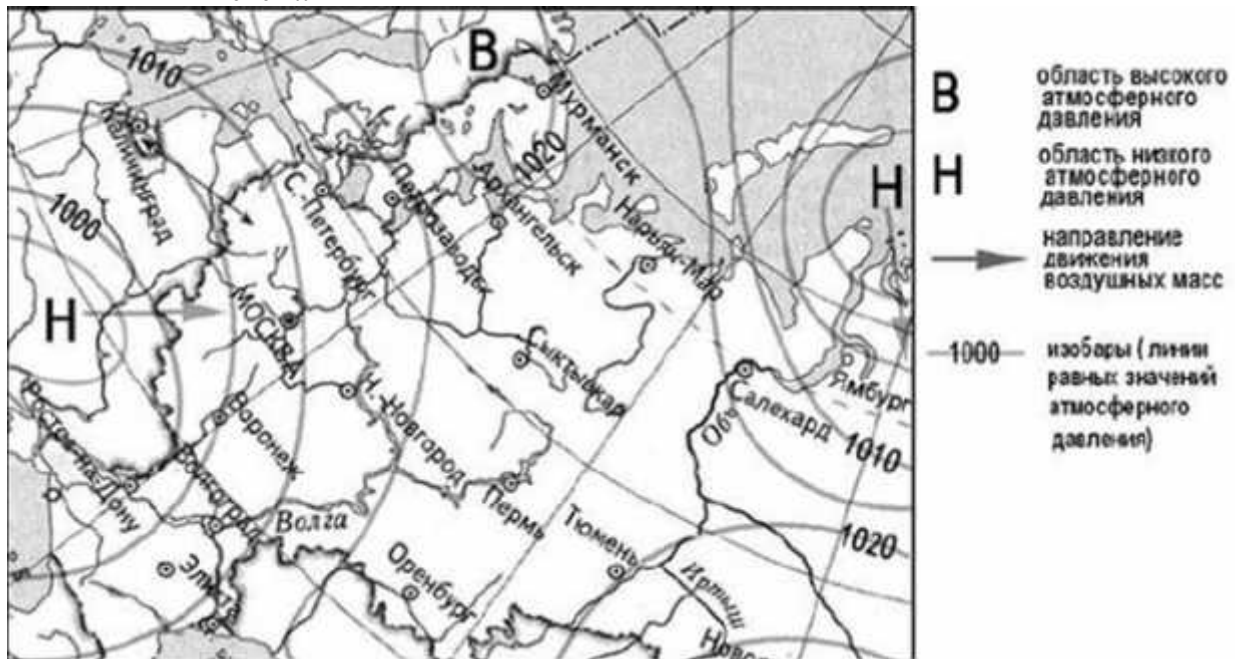 1010
В
Мурманск
1020
Калининград
С.-Петербург
Петрозаводск
Архангельск
Нарьян-Мар
Н
1000
Н
МОСКВА
Сыктывкар
Ямбург
Салехард
Обь
1010
Ростов-на-Дону
Воронеж
Н.-Новгород
Волгоград
Волга
Пермь
Тюмень
1020
Оренбург
Иртыш
В
область высокого
атмосферного
давления
Н
область низкого
атмосферного
давления
направление
движения
воздушных масс
1000
изобары ( линии
равных значений
атмосферного
давления)